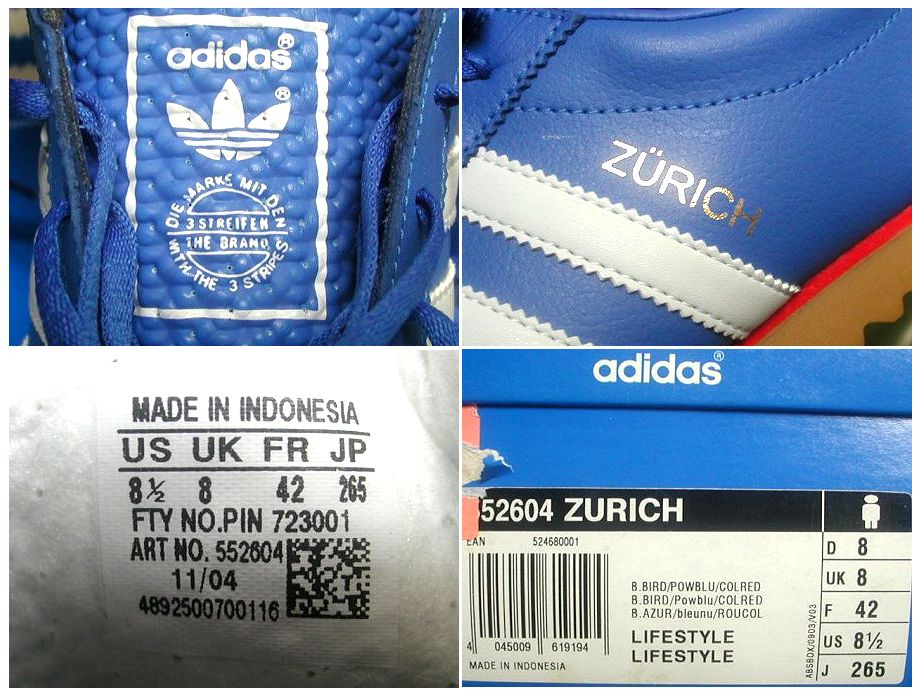 adidas®
®
DIE MARKE MIT DEN
3 STREIFEN
THE BRAND
WITH THE 3 STRIPES
ZÜRICH
MADE IN INDONESIA
US UK FR JP
8½ 8 42 265
FTY NO.PIN 723001
ART NO. 552604
11/04
4892500700116
adidas®
552604 ZURICH
EAN 524680001
D 8
UK 8
F 42
US 8½
J 265
B.BIRD/POWBLU/COLRED
B.BIRD/Powblu/COLRED
B.AZUR/bleunu/ROUCOL
LIFESTYLE
LIFESTYLE
4 045009 619194
MADE IN INDONESIA
ABSBOX/0903/V03